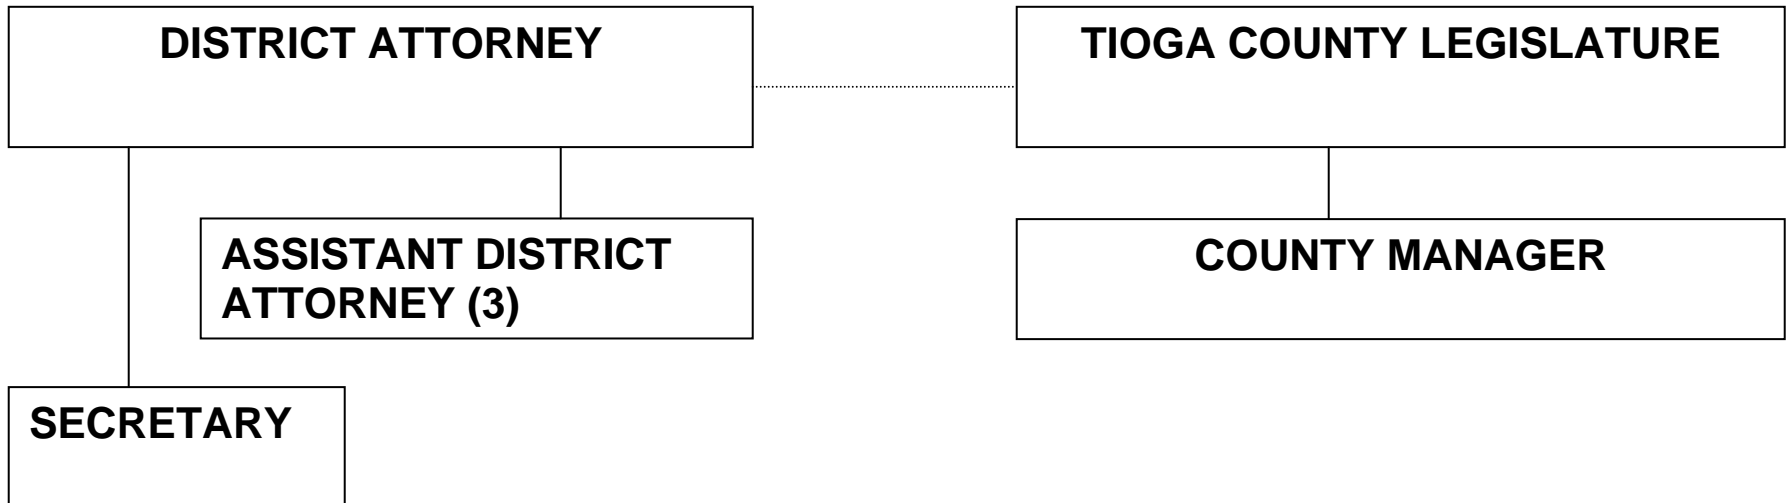 DISTRICT ATTORNEY
TIOGA COUNTY LEGISLATURE
ASSISTANT DISTRICT
ATTORNEY (3)
COUNTY MANAGER
SECRETARY